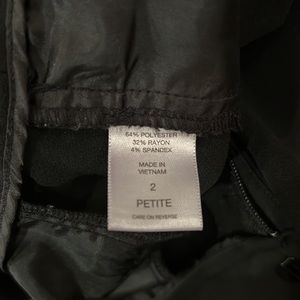 64% POLYESTER
32% RAYON
4% SPANDEX
MADE IN
VIETNAM
2
PETITE
CARE ON REVERSE